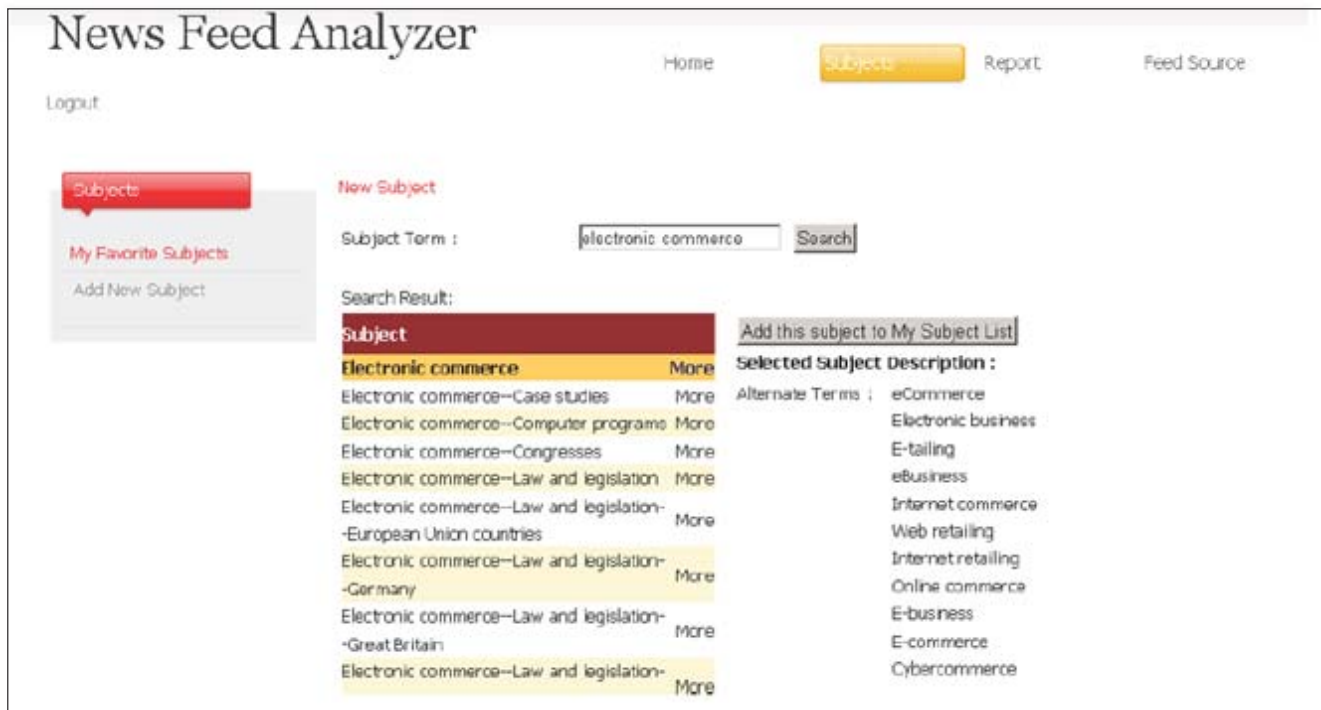 News Feed Analyzer
Home Subjects Report Feed Source
Logout
Subjects
My Favorite Subjects
Add New Subject
New Subject
Subject Term : electronic commerce Search
Search Result:
Subject
Electronic commerce More
Electronic commerce--Case studies More
Electronic commerce--Computer programs More
Electronic commerce--Congresses More
Electronic commerce--Law and legislation More
Electronic commerce--Law and legislation-
-European Union countries More
Electronic commerce--Law and legislation-
-Germany More
Electronic commerce--Law and legislation-
-Great Britain More
Electronic commerce--Law and legislation-
More
Add this subject to My Subject List
Selected Subject Description :
Alternate Terms : eCommerce
Electronic business
E-tailing
eBusiness
Internet commerce
Web retailing
Internet retailing
Online commerce
E-business
E-commerce
Cybercommerce